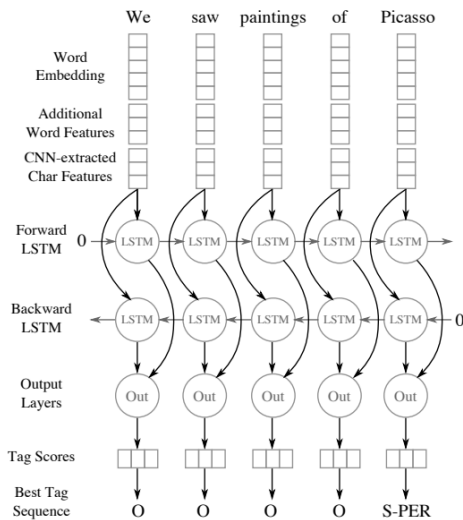 We saw paintings of Picasso
Word
Embedding
Additional
Word Features
CNN-extracted
Char Features
Forward
LSTM
0 LSTM LSTM LSTM LSTM LSTM
Backward
LSTM
LSTM LSTM LSTM LSTM LSTM 0
Output
Layers
Out Out Out Out Out
Tag Scores
Best Tag
Sequence
O O O O S-PER